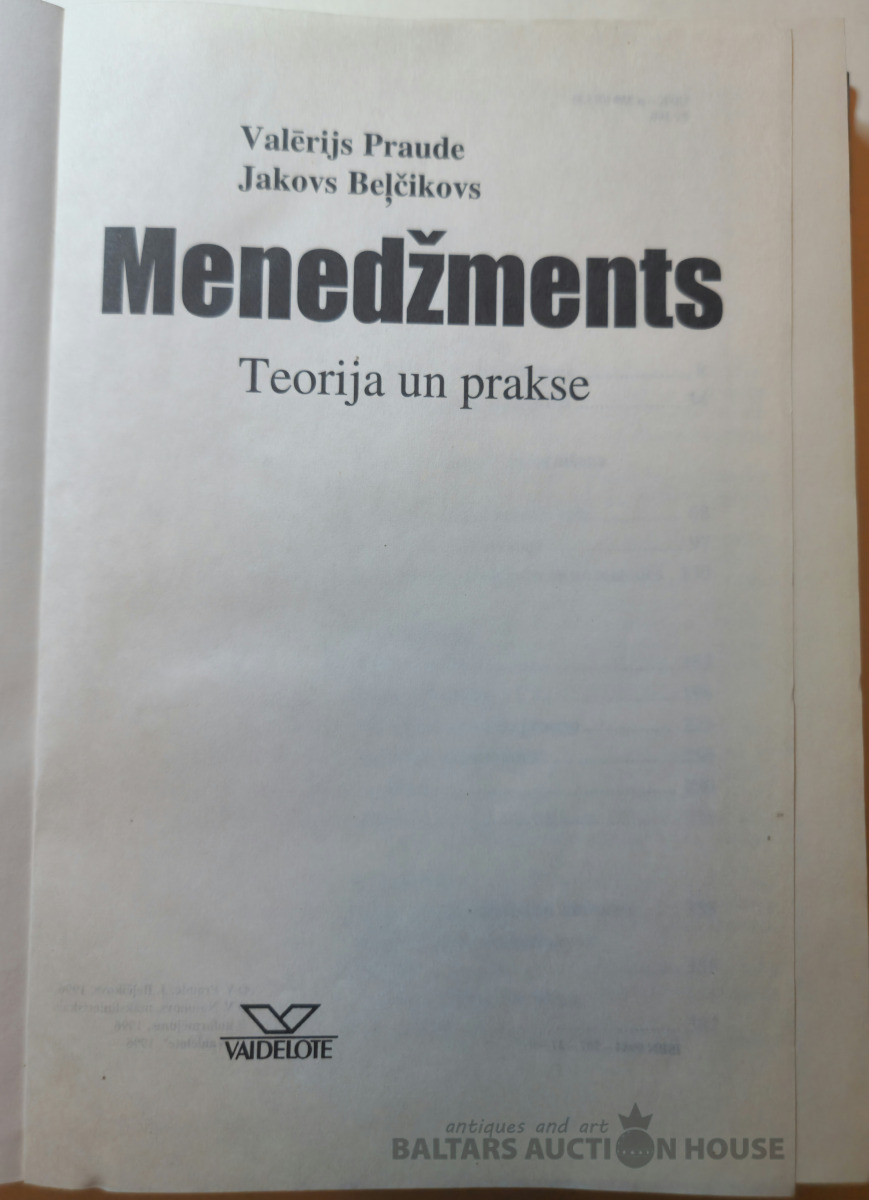 Valērijs Praude
Jakovs Beļčikovs
Menedžments
Teorija un prakse
VAIDELOTE
antiques and art
BALTARS AUCTION HOUSE